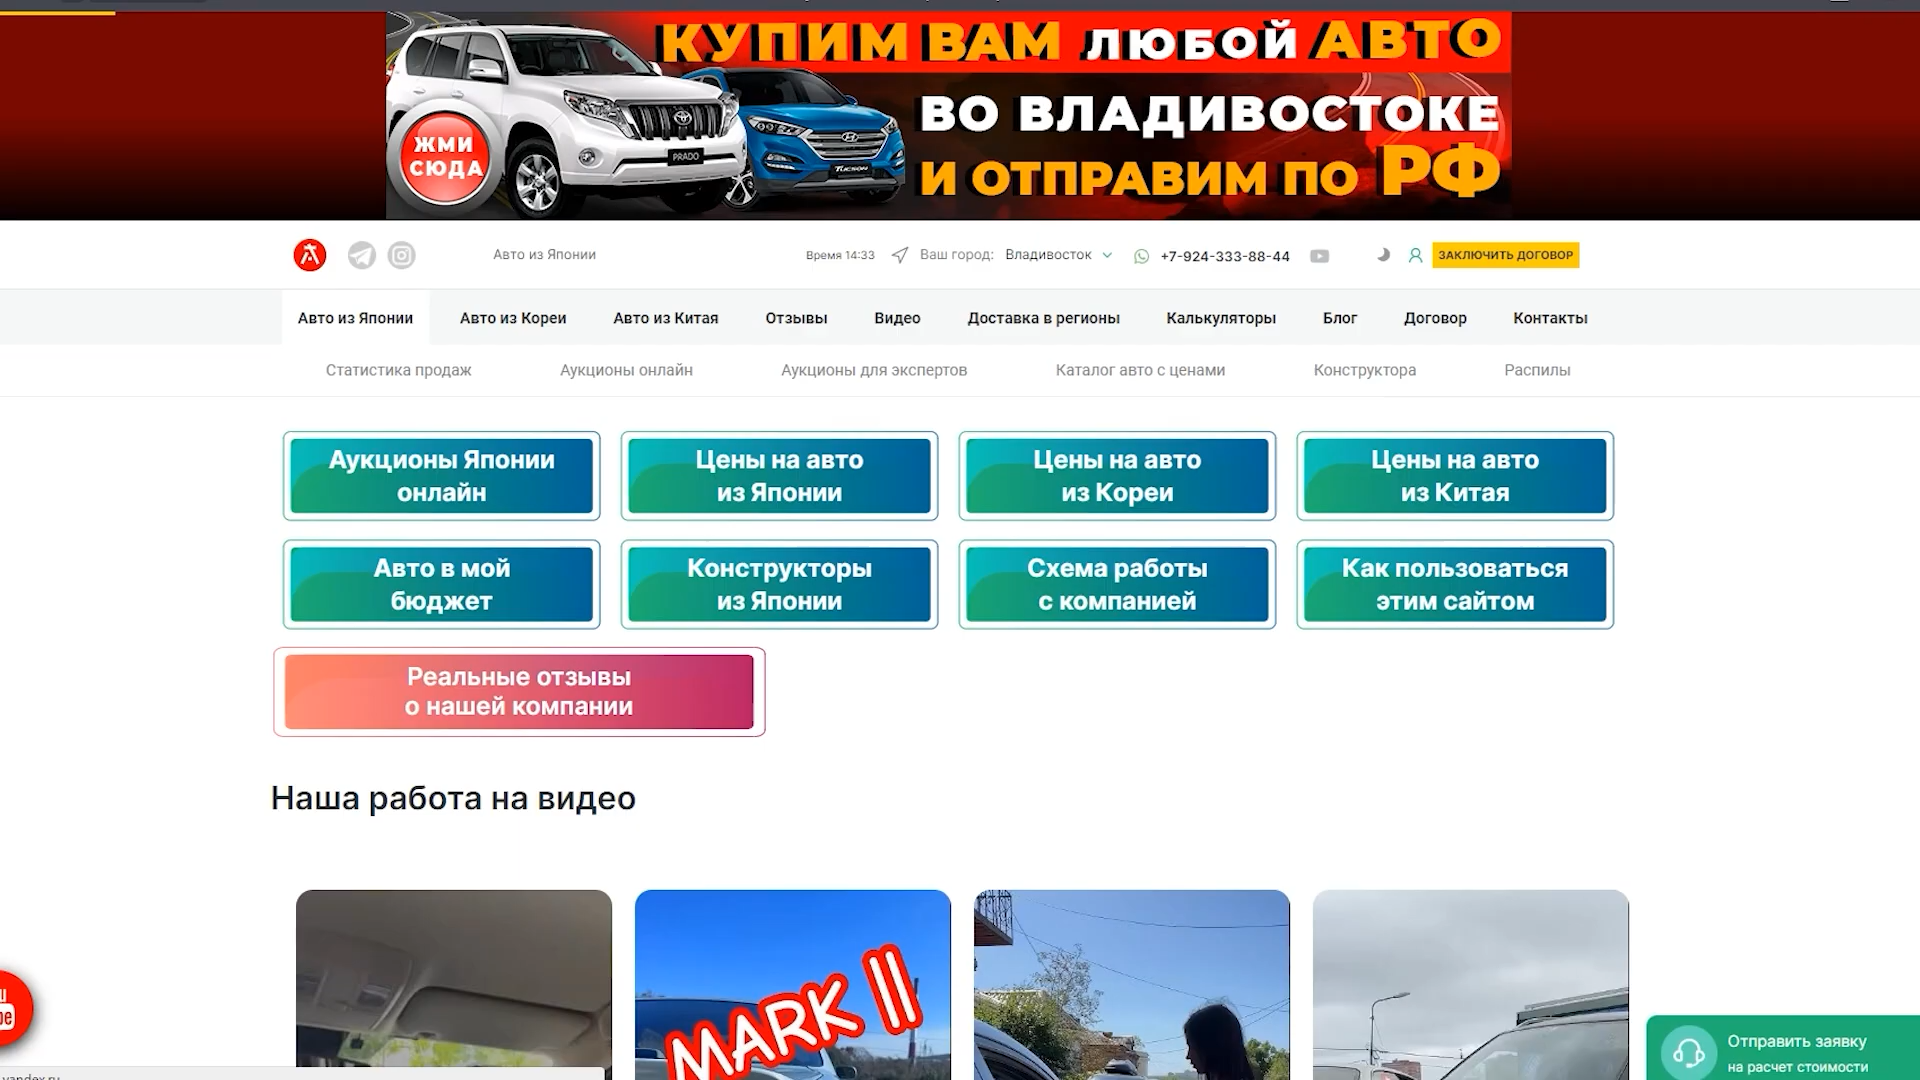 КУПИМ ВАМ ЛЮБОЙ АВТО
ВО ВЛАДИВОСТОКЕ
И ОТПРАВИМ ПО РФ
ЖМИ
СЮДА
PRADO
TUCSON
Авто из Японии
Время 14:33
Ваш город: Владивосток
+7-924-333-88-44
ЗАКЛЮЧИТЬ ДОГОВОР
Авто из Японии
Авто из Кореи
Авто из Китая
Отзывы
Видео
Доставка в регионы
Калькуляторы
Блог
Договор
Контакты
Статистика продаж
Аукционы онлайн
Аукционы для экспертов
Каталог авто с ценами
Конструктора
Распилы
Аукционы Японии
онлайн
Цены на авто
из Японии
Цены на авто
из Кореи
Цены на авто
из Китая
Авто в мой
бюджет
Конструкторы
из Японии
Схема работы
с компанией
Как пользоваться
этим сайтом
Реальные отзывы
о нашей компании
Наша работа на видео
MARK II
Отправить заявку
на расчет стоимости